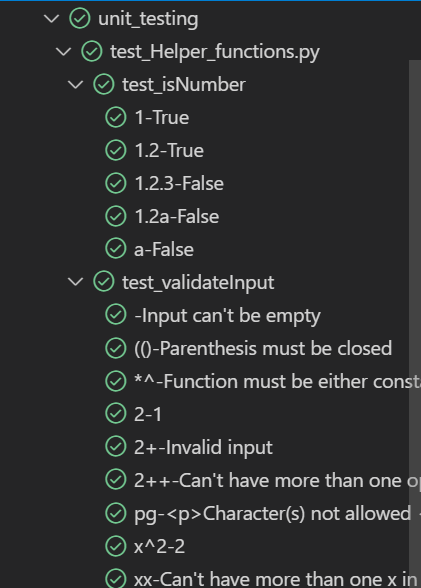 unit_testing
test_Helper_functions.py
test_isNumber
1-True
1.2-True
1.2.3-False
1.2a-False
a-False
test_validateInput
-Input can't be empty
(()-Parenthesis must be closed
*^-Function must be either consta
2-1
2+-Invalid input
2++-Can't have more than one op
pg-<p>Character(s) not allowed <
x^2-2
xx-Can't have more than one x in